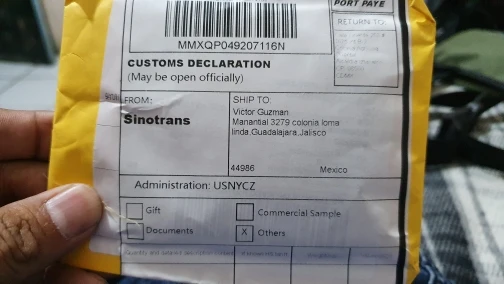 PORT PAYE
RETURN TO:
MMXQP049207116N
CUSTOMS DECLARATION
(May be open officially)
FROM:
Sinotrans
SHIP TO:
Victor Guzman
Manantial 3279 colonia loma
linda.Guadalajara.Jalisco
44986 Mexico
Administration: USNYCZ
Gift
Commercial Sample
Documents
X Others